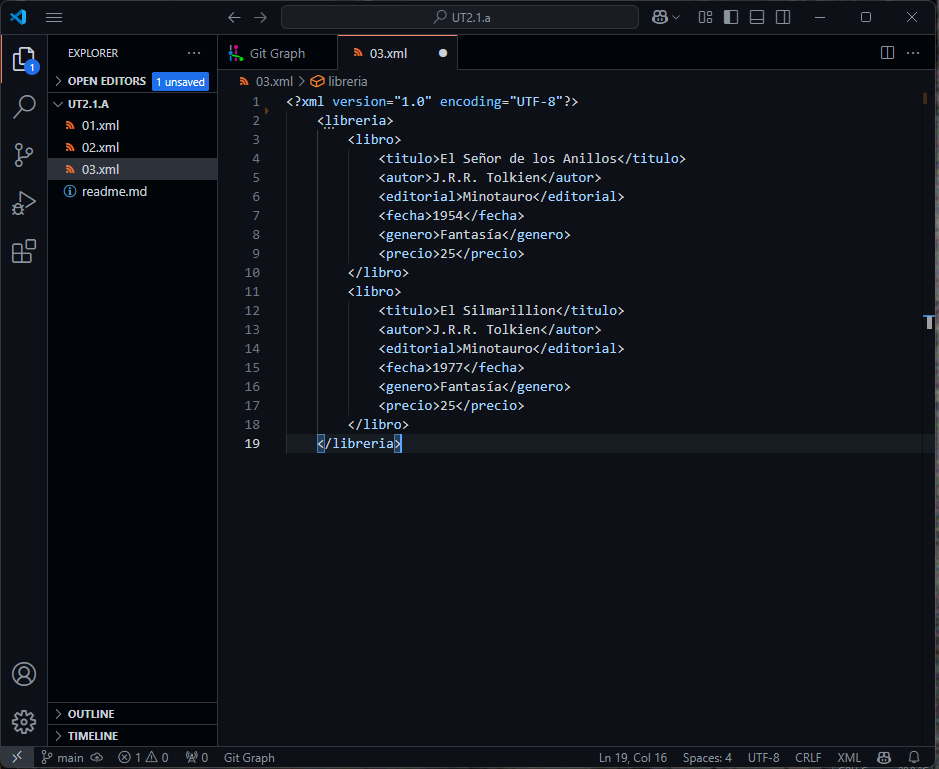 UT2.1.a
EXPLORER
1
OPEN EDITORS 1 unsaved
UT2.1.A
01.xml
02.xml
03.xml
readme.md
Git Graph
03.xml
03.xml > libreria
1 <?xml version="1.0" encoding="UTF-8"?>
2 <libreria>
3 <libro>
4 <titulo>El Señor de los Anillos</titulo>
5 <autor>J.R.R. Tolkien</autor>
6 <editorial>Minotauro</editorial>
7 <fecha>1954</fecha>
8 <genero>Fantasía</genero>
9 <precio>25</precio>
10 </libro>
11 <libro>
12 <titulo>El Silmarillion</titulo>
13 <autor>J.R.R. Tolkien</autor>
14 <editorial>Minotauro</editorial>
15 <fecha>1977</fecha>
16 <genero>Fantasía</genero>
17 <precio>25</precio>
18 </libro>
19 </libreria>
OUTLINE
TIMELINE
main 1 0 0 Git Graph Ln 19, Col 16 Spaces: 4 UTF-8 CRLF XML